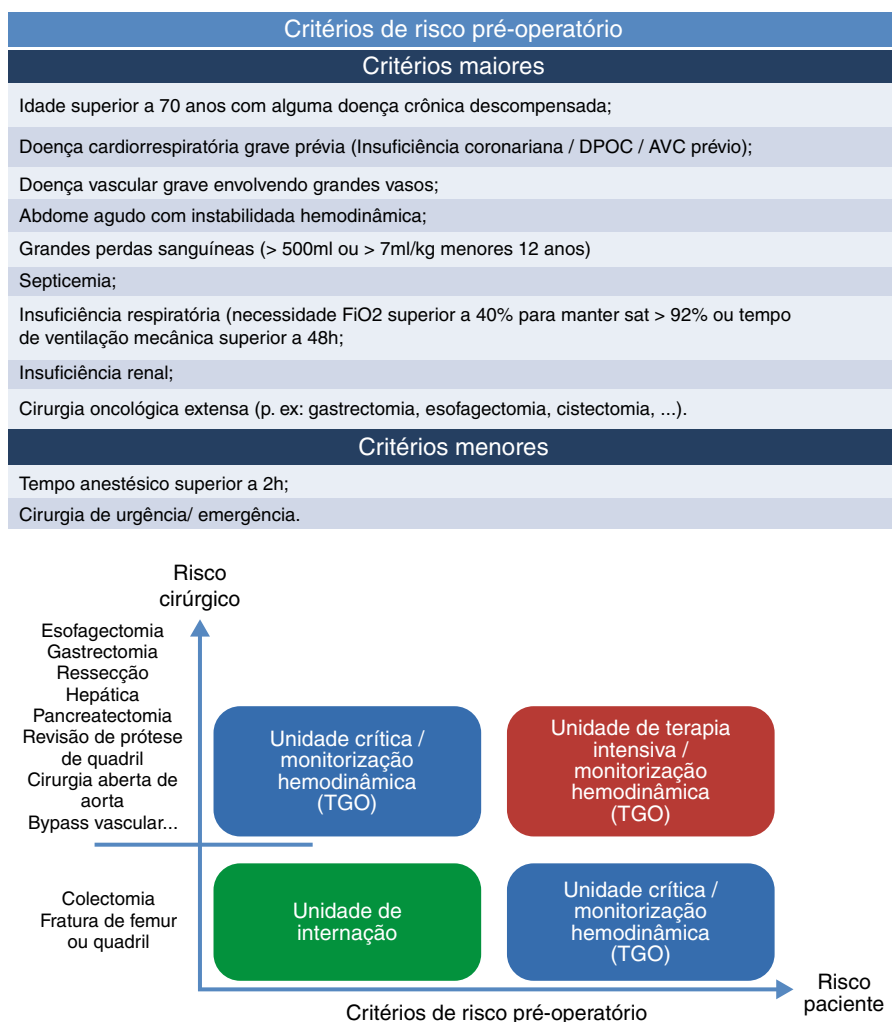 Critérios de risco pré-operatório
Critérios maiores
Idade superior a 70 anos com alguma doença crônica descompensada;
Doença cardiorrespiratória grave prévia (Insuficiência coronariana / DPOC / AVC prévio);
Doença vascular grave envolvendo grandes vasos;
Abdome agudo com instabilidada hemodinâmica;
Grandes perdas sanguíneas (> 500ml ou > 7ml/kg menores 12 anos)
Septicemia;
Insuficiência respiratória (necessidade FiO2 superior a 40% para manter sat > 92% ou tempo
de ventilação mecânica superior a 48h;
Insuficiência renal;
Cirurgia oncológica extensa (p. ex: gastrectomia, esofagectomia, cistectomia, ...).
Critérios menores
Tempo anestésico superior a 2h;
Cirurgia de urgência/ emergência.
Risco
cirúrgico
Esofagectomia
Gastrectomia
Ressecção
Hepática
Pancreatectomia
Revisão de prótese
de quadril
Cirurgia aberta de
aorta
Bypass vascular...
Unidade crítica /
monitorização
hemodinâmica
(TGO)
Unidade de terapia
intensiva /
monitorização
hemodinâmica
(TGO)
Colectomia
Fratura de femur
ou quadril
Unidade de
internação
Unidade crítica /
monitorização
hemodinâmica
(TGO)
Risco
paciente
Critérios de risco pré-operatório